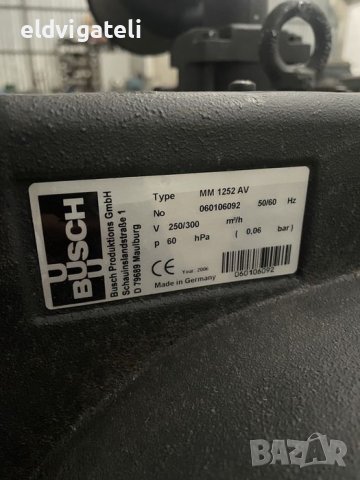 @ eldvigateli
BUSCH
Busch Produktions GmbH
Schauinslandstraße 1
D 79689 Maulburg
Type MM 1252 AV
No 060106092 50/60 Hz
V 250/300 m³/h
p 60 hPa ( 0,06 bar )
CE Year 2006
Made in Germany
060106092
BAZAR